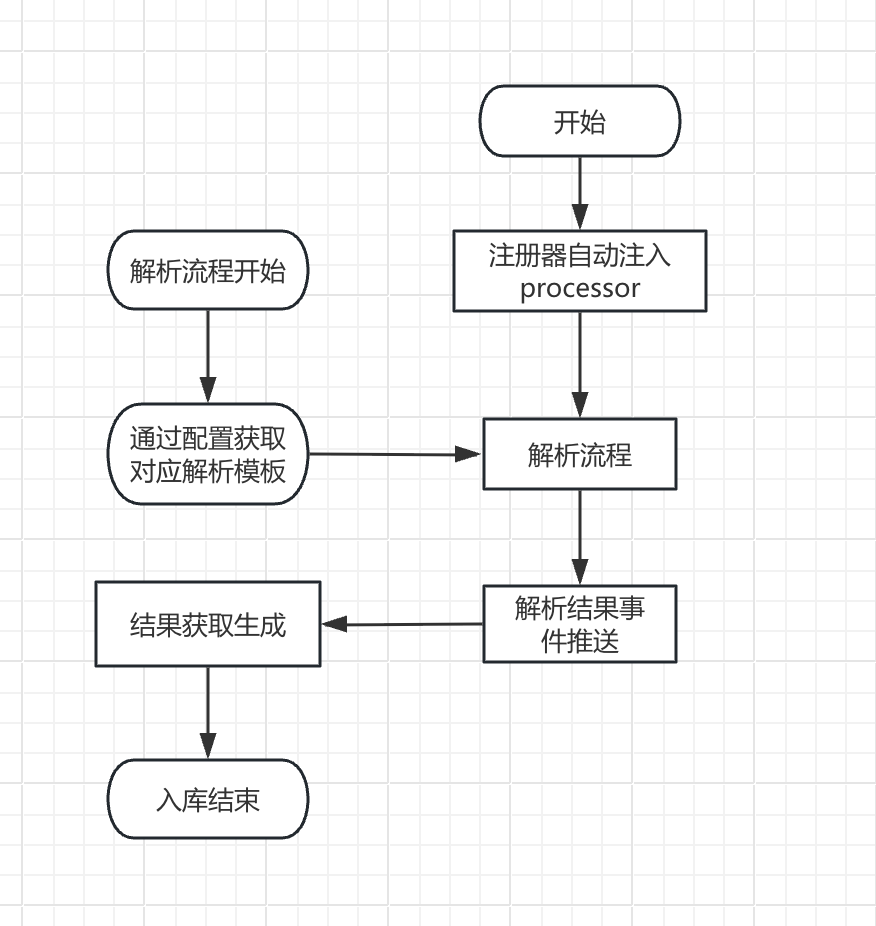 开始
注册器自动注入
processor
解析流程开始
通过配置获取
对应解析模板
解析流程
解析结果事
件推送
结果获取生成
入库结束